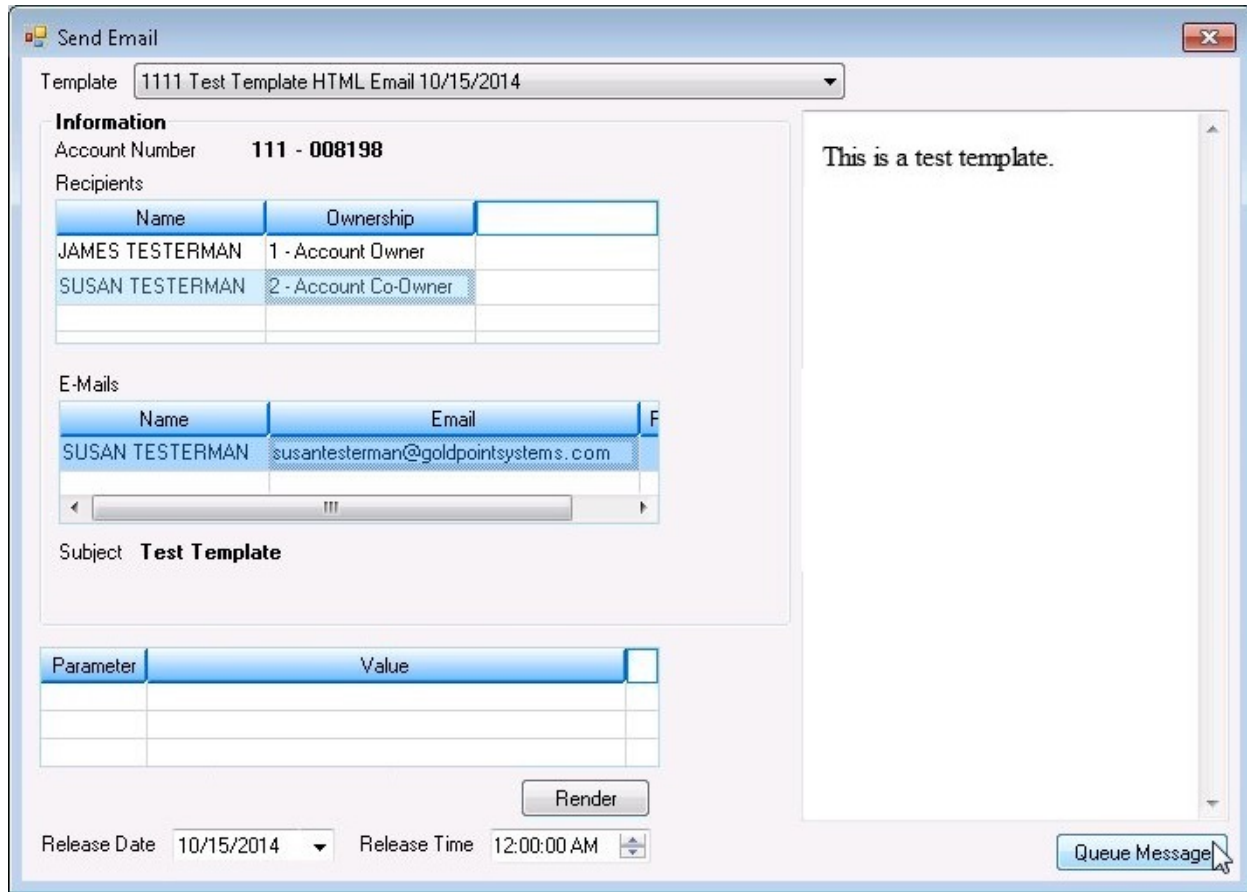 Send Email
Template 1111 Test Template HTML Email 10/15/2014
Information
Account Number 111 - 008198
Recipients
Name Ownership
JAMES TESTERMAN 1 - Account Owner
SUSAN TESTERMAN 2 - Account Co-Owner
E-Mails
Name Email F
SUSAN TESTERMAN susantesterman@goldpointsystems.com
Subject Test Template
Parameter Value
Render
Release Date 10/15/2014 Release Time 12:00:00 AM
This is a test template.
Queue Message